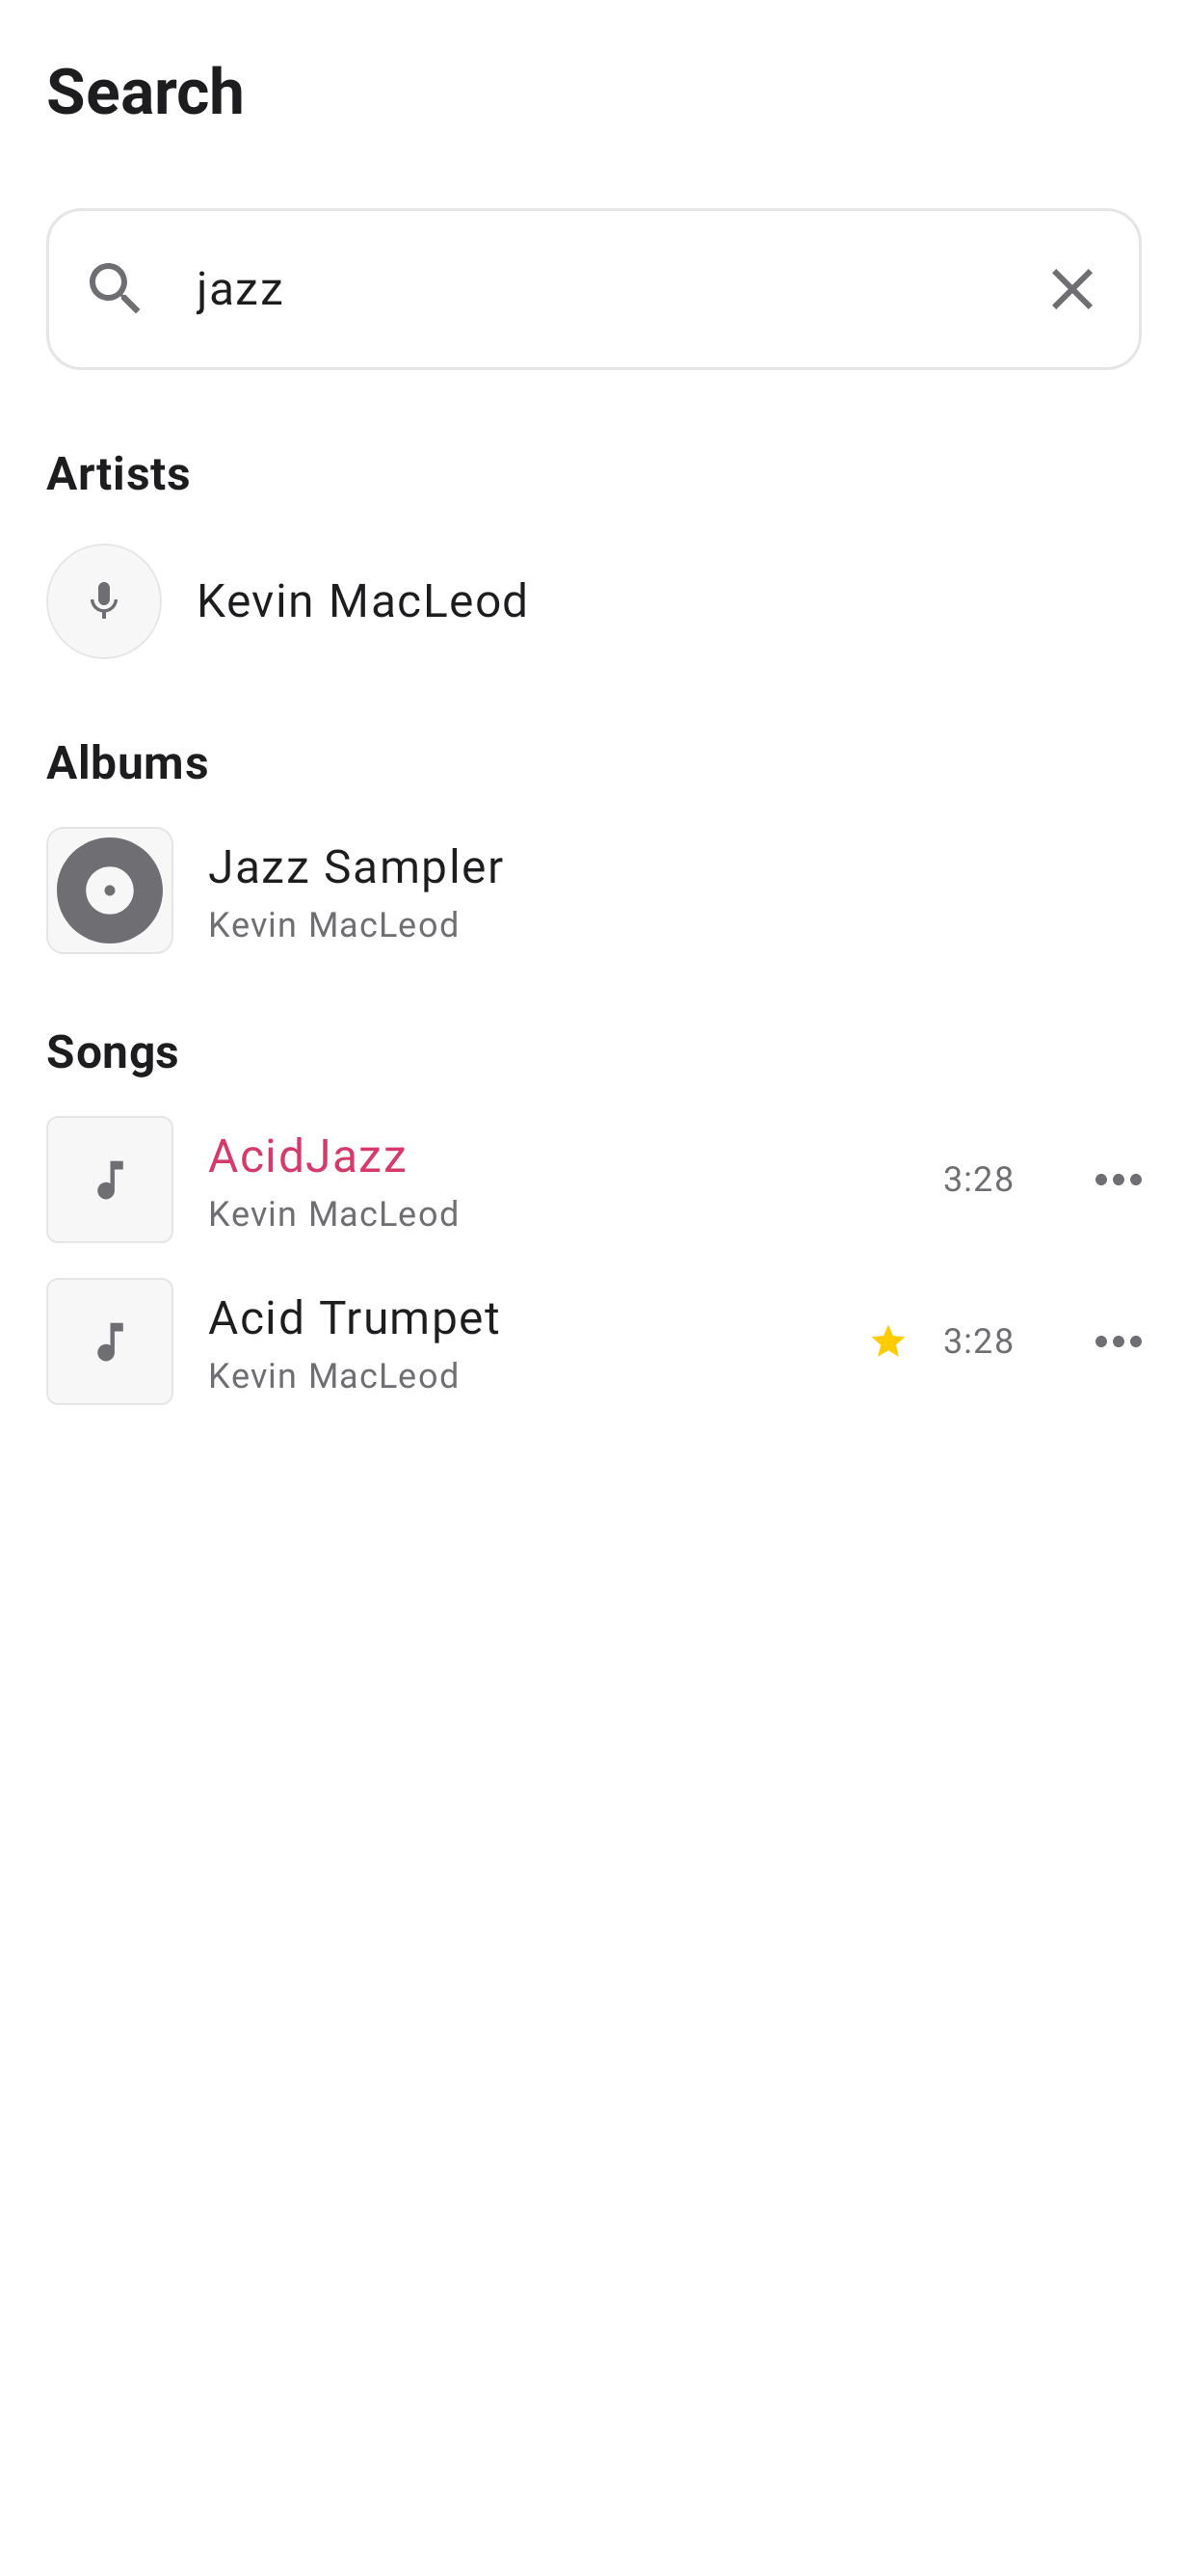 Search
jazz
Artists
Kevin MacLeod
Albums
Jazz Sampler
Kevin MacLeod
Songs
AcidJazz
Kevin MacLeod
3:28
Acid Trumpet
Kevin MacLeod
3:28